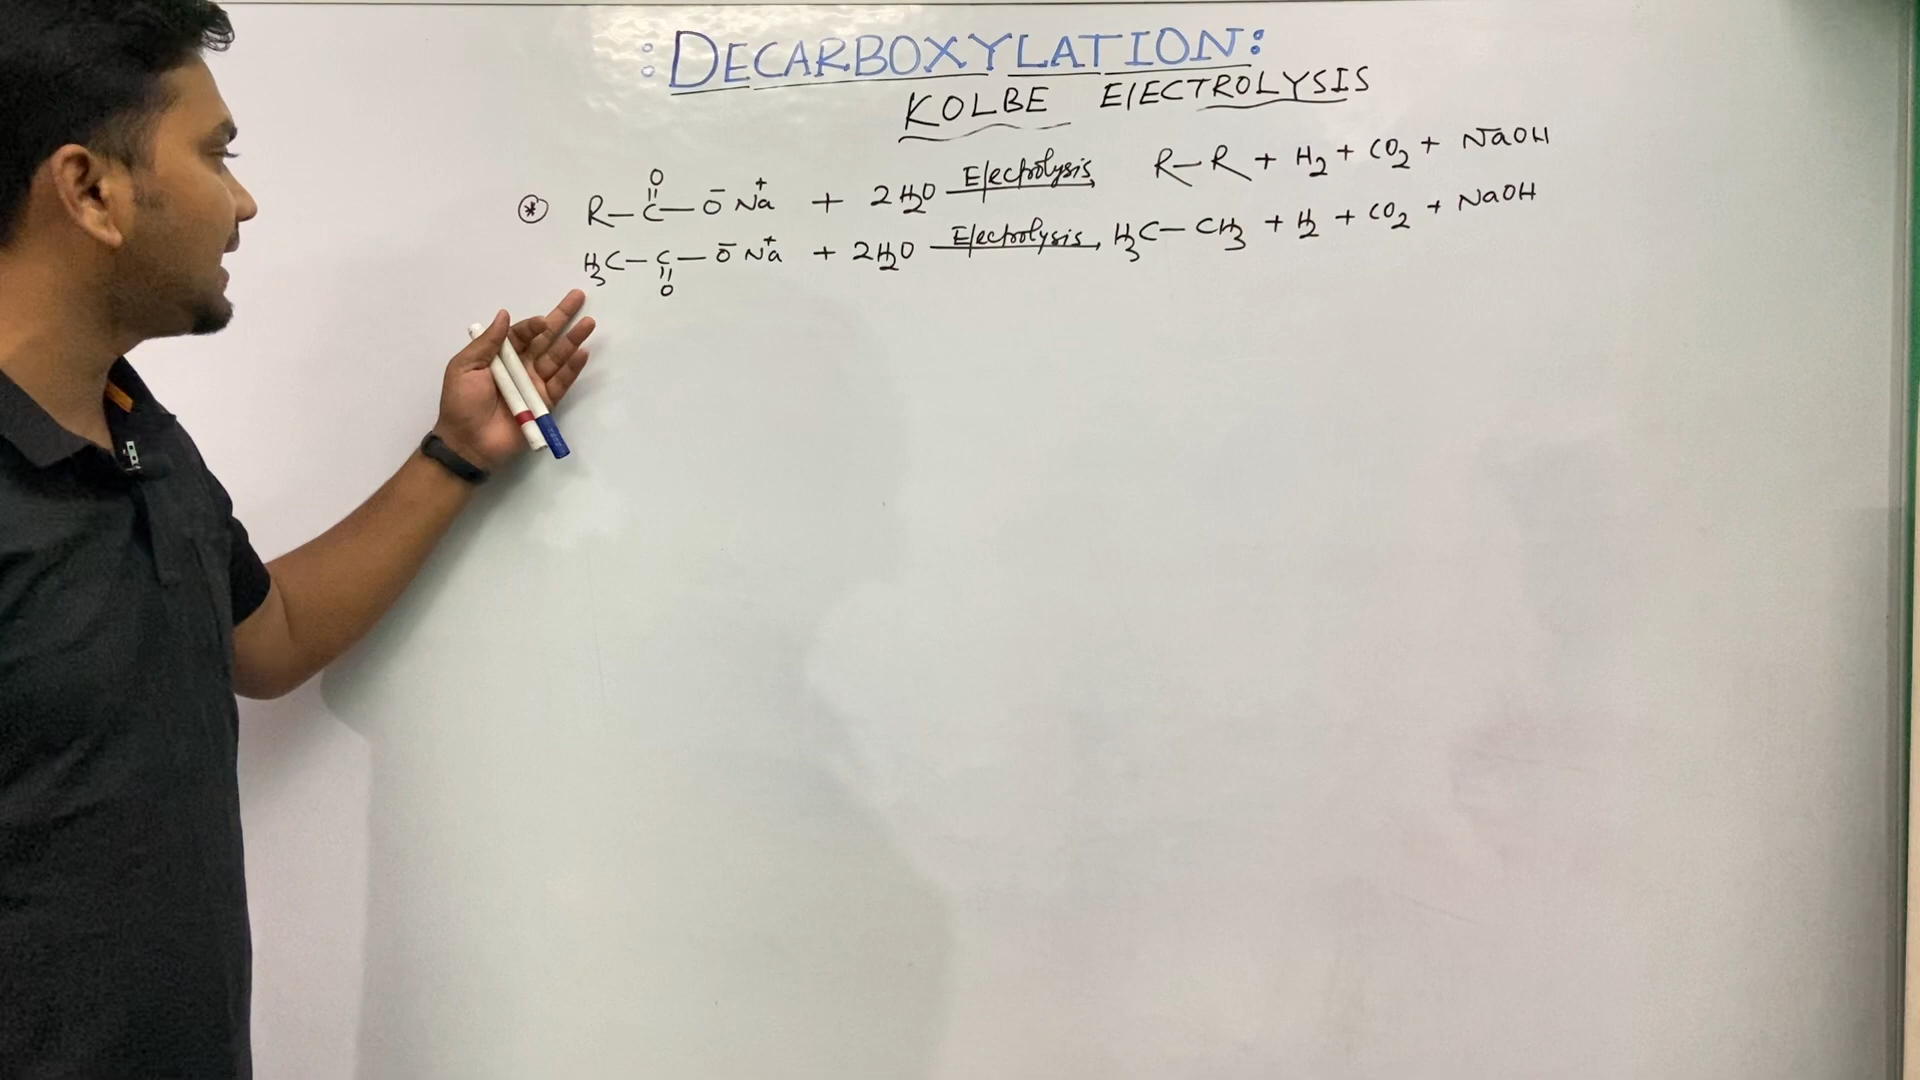 :DECARBOXYLATION:
KOLBE ElECTROLYSIS
* R-C(=O)-O⁻ Na⁺ + 2H₂O Electrolysis R-R + H₂ + CO₂ + NaOH
H₃C-C(=O)-O⁻ Na⁺ + 2H₂O Electrolysis H₃C-CH₃ + H₂ + CO₂ + NaOH